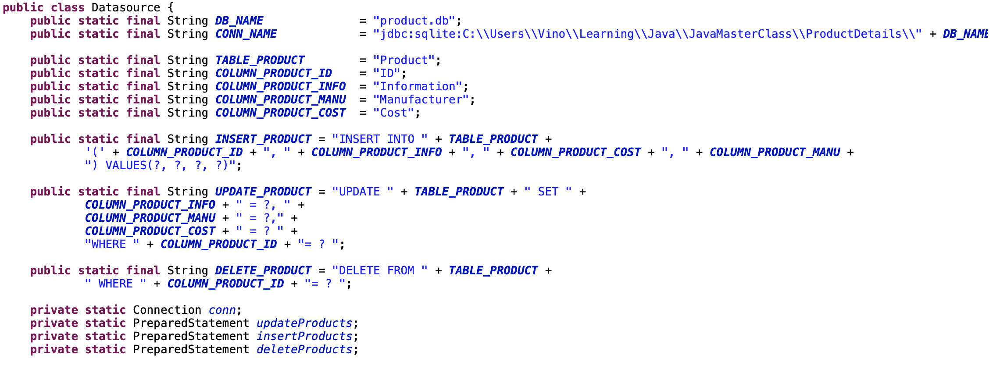 public class Datasource {
    public static final String DB_NAME              = "product.db";
    public static final String CONN_NAME            = "jdbc:sqlite:C:\\Users\\Vino\\Learning\\Java\\JavaMasterClass\\ProductDetails\\" + DB_NAME

    public static final String TABLE_PRODUCT        = "Product";
    public static final String COLUMN_PRODUCT_ID    = "ID";
    public static final String COLUMN_PRODUCT_INFO  = "Information";
    public static final String COLUMN_PRODUCT_MANU  = "Manufacturer";
    public static final String COLUMN_PRODUCT_COST  = "Cost";

    public static final String INSERT_PRODUCT = "INSERT INTO " + TABLE_PRODUCT +
            '(' + COLUMN_PRODUCT_ID + ", " + COLUMN_PRODUCT_INFO + ", " + COLUMN_PRODUCT_COST + ", " + COLUMN_PRODUCT_MANU +
            ") VALUES(?, ?, ?, ?)";

    public static final String UPDATE_PRODUCT = "UPDATE " + TABLE_PRODUCT + " SET " +
            COLUMN_PRODUCT_INFO + " = ?, " +
            COLUMN_PRODUCT_MANU + " = ?," +
            COLUMN_PRODUCT_COST + " = ? " +
            "WHERE " + COLUMN_PRODUCT_ID + "= ? ";

    public static final String DELETE_PRODUCT = "DELETE FROM " + TABLE_PRODUCT +
            " WHERE " + COLUMN_PRODUCT_ID + "= ? ";

    private static Connection conn;
    private static PreparedStatement updateProducts;
    private static PreparedStatement insertProducts;
    private static PreparedStatement deleteProducts;